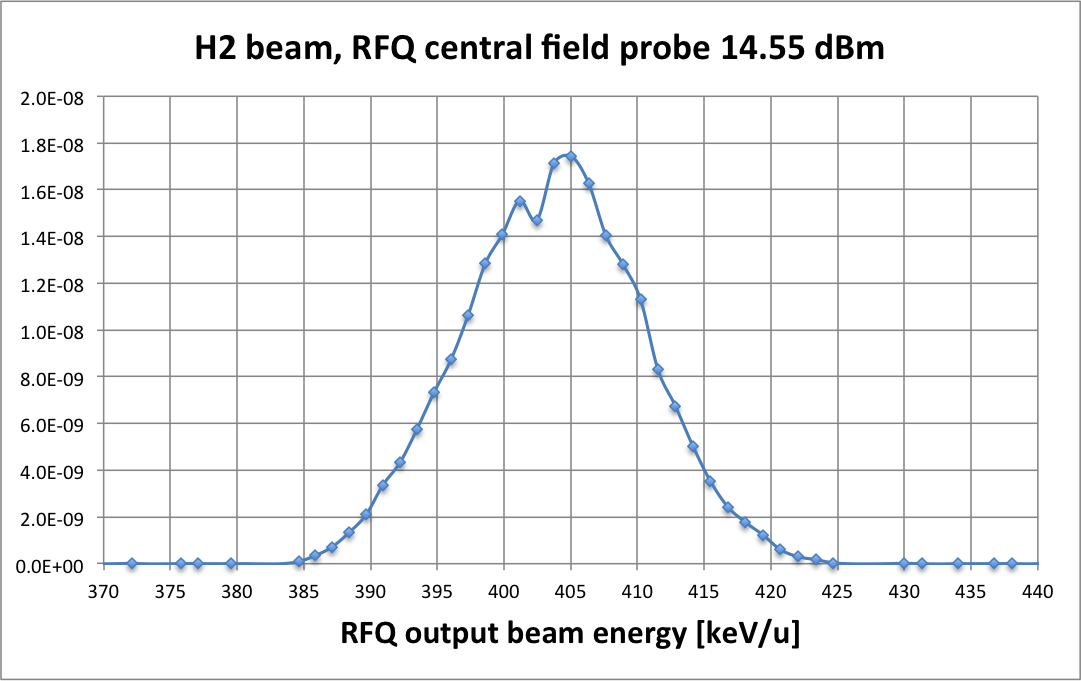 H2 beam, RFQ central field probe 14.55 dBm
2.0E-08
1.8E-08
1.6E-08
1.4E-08
1.2E-08
1.0E-08
8.0E-09
6.0E-09
4.0E-09
2.0E-09
0.0E+00
370 375 380 385 390 395 400 405 410 415 420 425 430 435 440
RFQ output beam energy [keV/u]